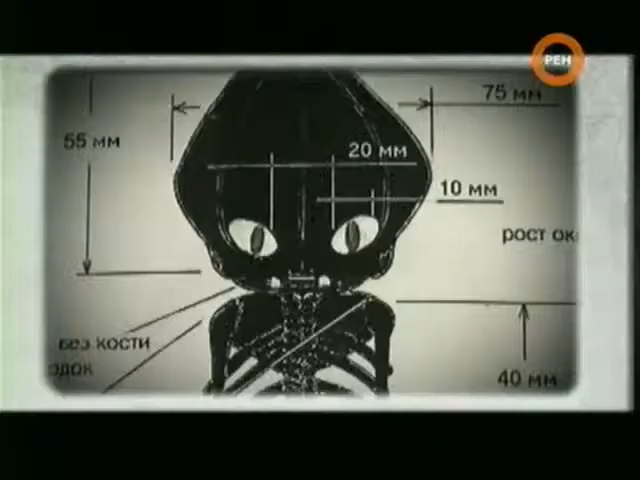 РЕН
75 мм
55 мм
20 мм
10 мм
рост ок
без кости
одок
40 мм